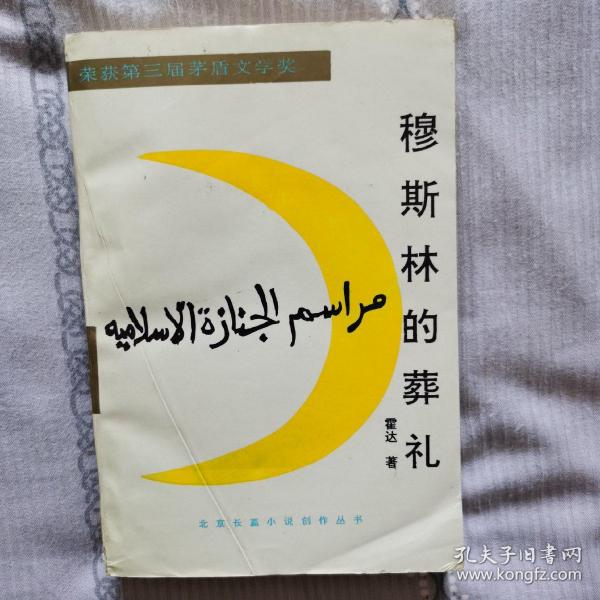 荣获第三届茅盾文学奖
穆斯林的葬礼
مراسم الجنازة الاسلاميه
霍达 著
北京长篇小说创作丛书
孔夫子旧书网
www.kongfz.com